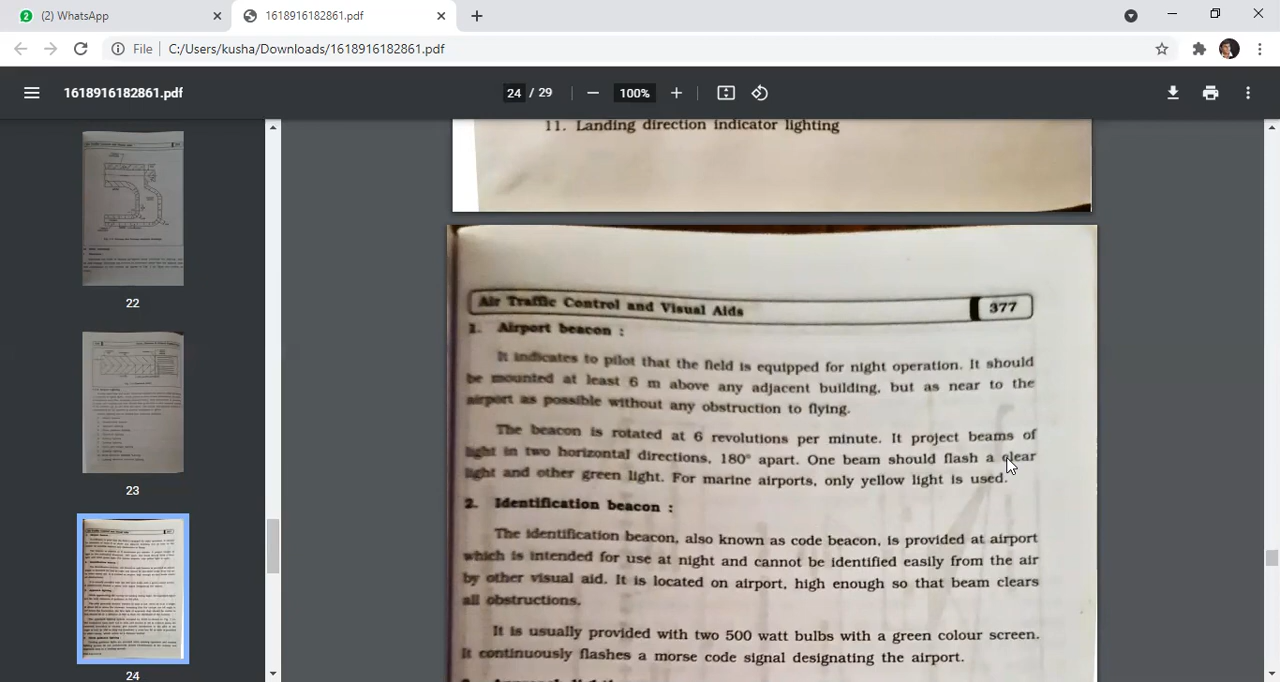 2 (2) WhatsApp
1618916182861.pdf
File C:/Users/kusha/Downloads/1618916182861.pdf
1618916182861.pdf
24 / 29
100%
11. Landing direction indicator lighting
Air Traffic Control and Visual Aids 377
1. Airport beacon :
It indicates to pilot that the field is equipped for night operation. It should
be mounted at least 6 m above any adjacent building, but as near to the
airport as possible without any obstruction to flying.
The beacon is rotated at 6 revolutions per minute. It project beams of
light in two horizontal directions, 180° apart. One beam should flash a clear
light and other green light. For marine airports, only yellow light is used.
2. Identification beacon :
The identification beacon, also known as code beacon, is provided at airport
which is intended for use at night and cannot be identified easily from the air
by other visual aid. It is located on airport, high enough so that beam clears
all obstructions.
It is usually provided with two 500 watt bulbs with a green colour screen.
It continuously flashes a morse code signal designating the airport.
22
23
24